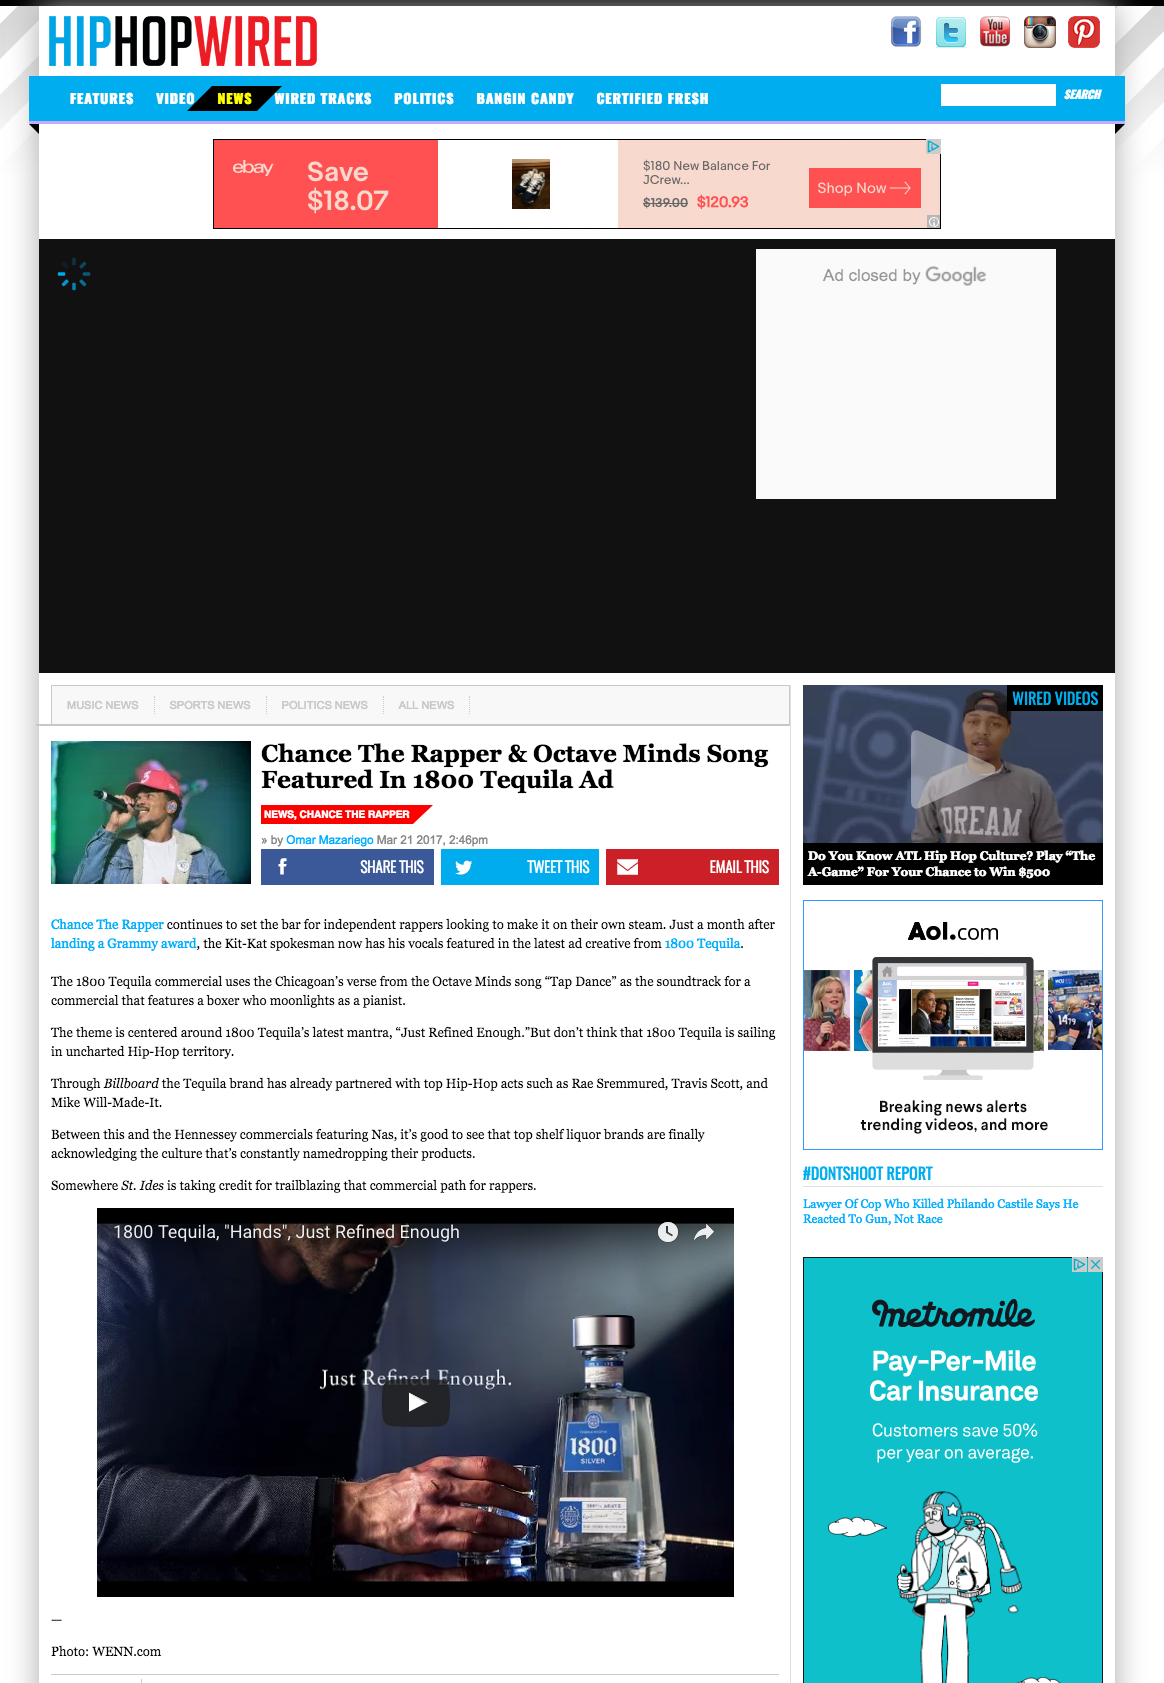 HIPHOPWIRED
You
Tube
FEATURES VIDEO NEWS WIRED TRACKS POLITICS BANGIN CANDY CERTIFIED FRESH
SEARCH
ebay
Save
$18.07
$180 New Balance For
JCrew...
$139.00 $120.93
Shop Now
Ad closed by Google
MUSIC NEWS SPORTS NEWS POLITICS NEWS ALL NEWS
Chance The Rapper & Octave Minds Song
Featured In 1800 Tequila Ad
NEWS, CHANCE THE RAPPER
» by Omar Mazariego Mar 21 2017, 2:46pm
SHARE THIS TWEET THIS EMAIL THIS
Chance The Rapper continues to set the bar for independent rappers looking to make it on their own steam. Just a month after
landing a Grammy award, the Kit-Kat spokesman now has his vocals featured in the latest ad creative from 1800 Tequila.
The 1800 Tequila commercial uses the Chicagoan's verse from the Octave Minds song “Tap Dance” as the soundtrack for a
commercial that features a boxer who moonlights as a pianist.
The theme is centered around 1800 Tequila's latest mantra, “Just Refined Enough.”But don't think that 1800 Tequila is sailing
in uncharted Hip-Hop territory.
Through Billboard the Tequila brand has already partnered with top Hip-Hop acts such as Rae Sremmured, Travis Scott, and
Mike Will-Made-It.
Between this and the Hennessey commercials featuring Nas, it's good to see that top shelf liquor brands are finally
acknowledging the culture that's constantly namedropping their products.
Somewhere St. Ides is taking credit for trailblazing that commercial path for rappers.
1800 Tequila, "Hands", Just Refined Enough
Just Refined Enough.
1800
SILVER
100% AGAVE
—
Photo: WENN.com
WIRED VIDEOS
DREAM
Do You Know ATL Hip Hop Culture? Play “The
A-Game” For Your Chance to Win $500
Aol.com
Breaking news alerts
trending videos, and more
#DONTSHOOT REPORT
Lawyer Of Cop Who Killed Philando Castile Says He
Reacted To Gun, Not Race
metromile
Pay-Per-Mile
Car Insurance
Customers save 50%
per year on average.